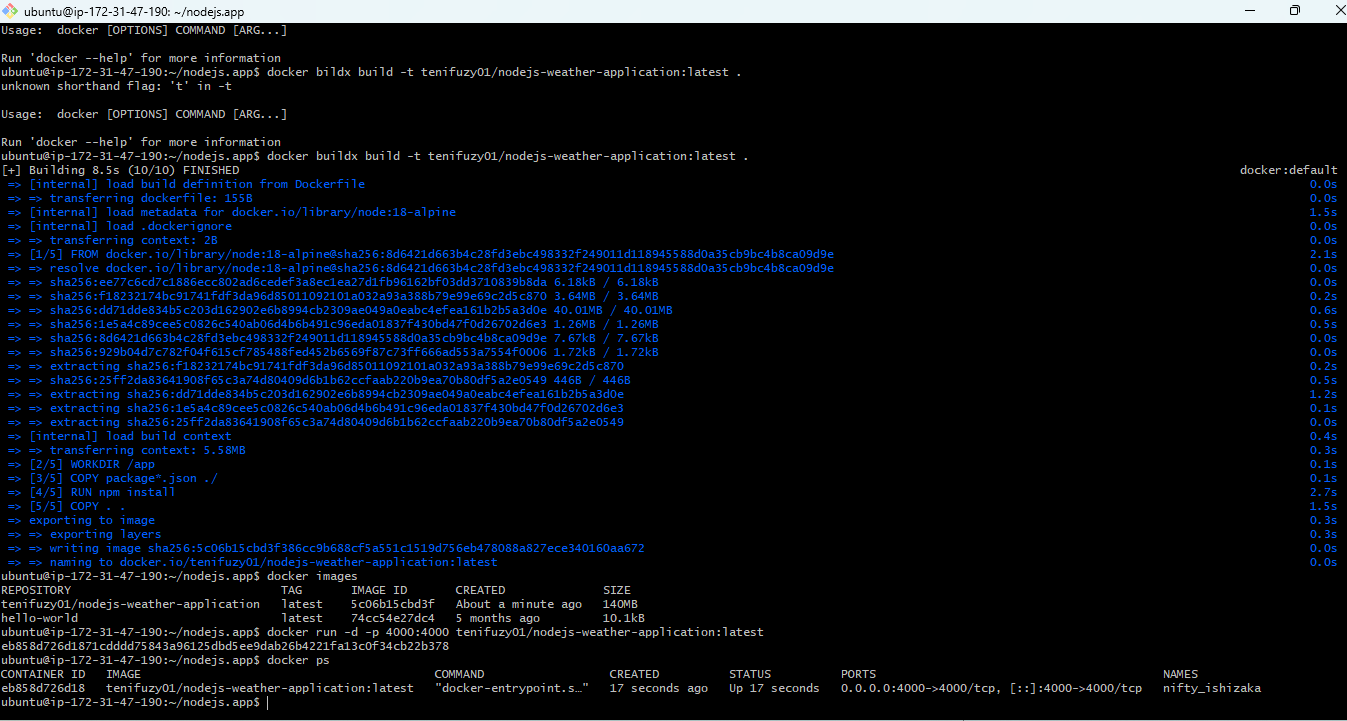 ubuntu@ip-172-31-47-190: ~/nodejs.app
Usage:  docker [OPTIONS] COMMAND [ARG...]
Run 'docker --help' for more information
ubuntu@ip-172-31-47-190:~/nodejs.app$ docker bildx build -t tenifuzy01/nodejs-weather-application:latest .
unknown shorthand flag: 't' in -t
Usage:  docker [OPTIONS] COMMAND [ARG...]
Run 'docker --help' for more information
ubuntu@ip-172-31-47-190:~/nodejs.app$ docker buildx build -t tenifuzy01/nodejs-weather-application:latest .
[+] Building 8.5s (10/10) FINISHED docker:default
=> [internal] load build definition from Dockerfile 0.0s
=> => transferring dockerfile: 155B 0.0s
=> [internal] load metadata for docker.io/library/node:18-alpine 1.5s
=> [internal] load .dockerignore 0.0s
=> => transferring context: 2B 0.0s
=> [1/5] FROM docker.io/library/node:18-alpine@sha256:8d6421d663b4c28fd3ebc498332f249011d118945588d0a35cb9bc4b8ca09d9e 2.1s
=> => resolve docker.io/library/node:18-alpine@sha256:8d6421d663b4c28fd3ebc498332f249011d118945588d0a35cb9bc4b8ca09d9e 0.0s
=> => sha256:ee77c6cd7c1886ecc802ad6cedef3a8ec1ea27d1fb96162bf03dd3710839b8da 6.18kB / 6.18kB 0.0s
=> => sha256:f18232174bc91741fdf3da96d85011092101a032a93a388b79e99e69c2d5c870 3.64MB / 3.64MB 0.2s
=> => sha256:dd71dde834b5c203d162902e6b8994cb2309ae049a0eabc4efea161b2b5a3d0e 40.01MB / 40.01MB 0.6s
=> => sha256:1e5a4c89cee5c0826c540ab06d4b6b491c96eda01837f430bd47f0d26702d6e3 1.26MB / 1.26MB 0.5s
=> => sha256:8d6421d663b4c28fd3ebc498332f249011d118945588d0a35cb9bc4b8ca09d9e 7.67kB / 7.67kB 0.0s
=> => sha256:929b04d7c782f04f615cf785488fed452b6569f87c73ff666ad553a7554f0006 1.72kB / 1.72kB 0.0s
=> => extracting sha256:f18232174bc91741fdf3da96d85011092101a032a93a388b79e99e69c2d5c870 0.2s
=> => sha256:25ff2da83641908f65c3a74d80409d6b1b62ccfaab220b9ea70b80df5a2e0549 446B / 446B 0.5s
=> => extracting sha256:dd71dde834b5c203d162902e6b8994cb2309ae049a0eabc4efea161b2b5a3d0e 1.2s
=> => extracting sha256:1e5a4c89cee5c0826c540ab06d4b6b491c96eda01837f430bd47f0d26702d6e3 0.1s
=> => extracting sha256:25ff2da83641908f65c3a74d80409d6b1b62ccfaab220b9ea70b80df5a2e0549 0.0s
=> [internal] load build context 0.4s
=> => transferring context: 5.58MB 0.3s
=> [2/5] WORKDIR /app 0.1s
=> [3/5] COPY package*.json ./ 0.1s
=> [4/5] RUN npm install 2.7s
=> [5/5] COPY . . 1.5s
=> exporting to image 0.3s
=> => exporting layers 0.3s
=> => writing image sha256:5c06b15cbd3f386cc9b688cf5a551c1519d756eb478088a827ece340160aa672 0.0s
=> => naming to docker.io/tenifuzy01/nodejs-weather-application:latest 0.0s
ubuntu@ip-172-31-47-190:~/nodejs.app$ docker images
REPOSITORY TAG IMAGE ID CREATED SIZE
tenifuzy01/nodejs-weather-application latest 5c06b15cbd3f About a minute ago 140MB
hello-world latest 74cc54e27dc4 5 months ago 10.1kB
ubuntu@ip-172-31-47-190:~/nodejs.app$ docker run -d -p 4000:4000 tenifuzy01/nodejs-weather-application:latest
eb858d726d1871cdddd75843a96125dbd5ee9dab26b4221fa13c0f34cb22b378
ubuntu@ip-172-31-47-190:~/nodejs.app$ docker ps
CONTAINER ID IMAGE COMMAND CREATED STATUS PORTS NAMES
eb858d726d18 tenifuzy01/nodejs-weather-application:latest "docker-entrypoint.s…" 17 seconds ago Up 17 seconds 0.0.0.0:4000->4000/tcp, [::]:4000->4000/tcp nifty_ishizaka
ubuntu@ip-172-31-47-190:~/nodejs.app$